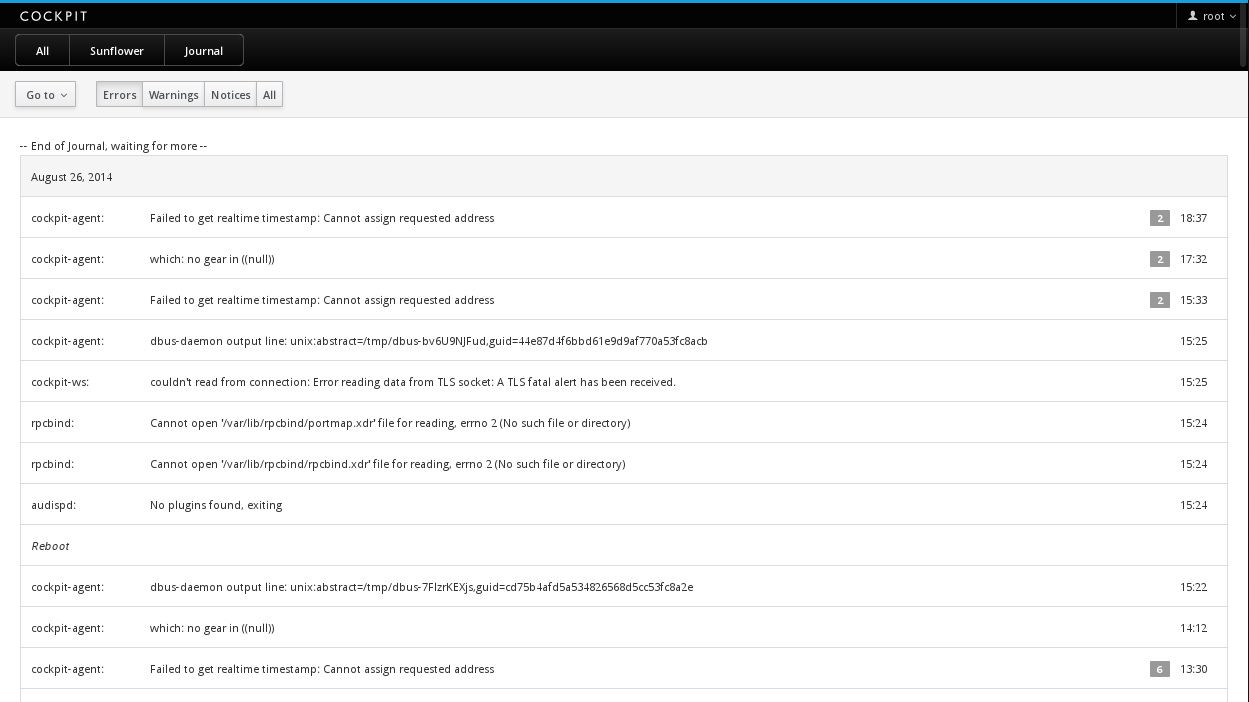 COCKPIT
root
All Sunflower Journal
Go to Errors Warnings Notices All
-- End of Journal, waiting for more --
August 26, 2014
cockpit-agent: Failed to get realtime timestamp: Cannot assign requested address 2 18:37
cockpit-agent: which: no gear in ((null)) 2 17:32
cockpit-agent: Failed to get realtime timestamp: Cannot assign requested address 2 15:33
cockpit-agent: dbus-daemon output line: unix:abstract=/tmp/dbus-bv6U9NJFud,guid=44e87d4f6bbd61e9d9af770a53fc8acb 15:25
cockpit-ws: couldn't read from connection: Error reading data from TLS socket: A TLS fatal alert has been received. 15:25
rpcbind: Cannot open '/var/lib/rpcbind/portmap.xdr' file for reading, errno 2 (No such file or directory) 15:24
rpcbind: Cannot open '/var/lib/rpcbind/rpcbind.xdr' file for reading, errno 2 (No such file or directory) 15:24
audispd: No plugins found, exiting 15:24
Reboot
cockpit-agent: dbus-daemon output line: unix:abstract=/tmp/dbus-7FlzrKEXjs,guid=cd75b4afd5a534826568d5cc53fc8a2e 15:22
cockpit-agent: which: no gear in ((null)) 14:12
cockpit-agent: Failed to get realtime timestamp: Cannot assign requested address 6 13:30